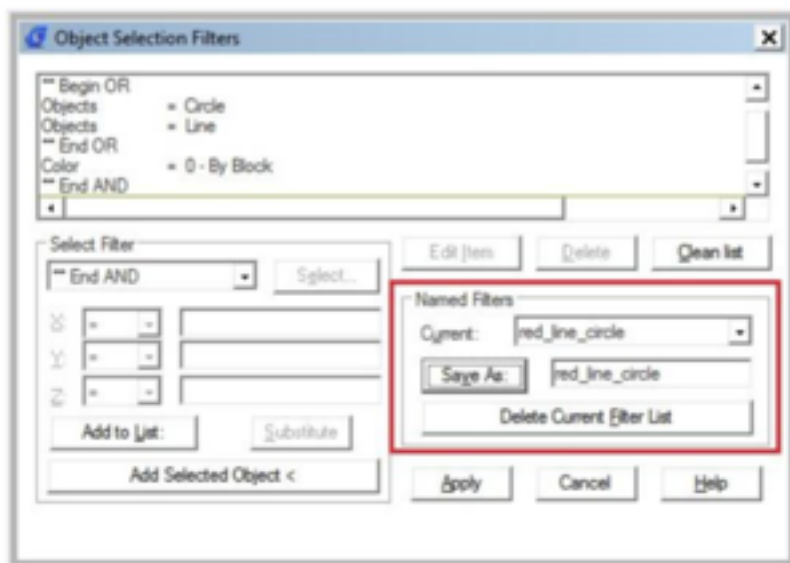 Object Selection Filters
** Begin OR
Objects = Circle
Objects = Line
** End OR
Color = 0 - By Block
** End AND
Select Filter
** End AND
Select...
X: =
Y: =
Z: =
Add to List:
Substitute
Add Selected Object <
Edit Item
Delete
Clean list
Named Filters
Current: red_line_circle
Save As: red_line_circle
Delete Current Filter List
Apply
Cancel
Help